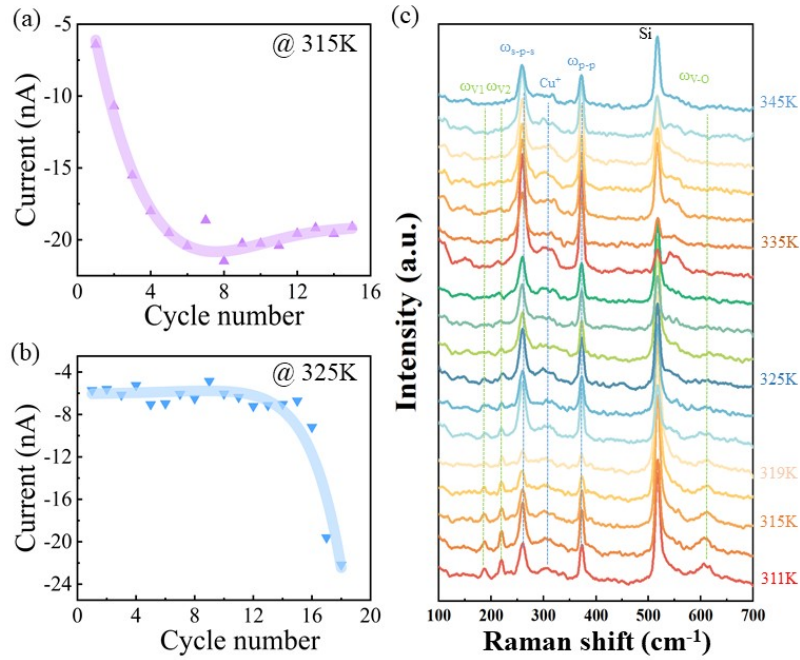 (a)
@ 315K
-5
-10
-15
-20
Current (nA)
0 4 8 12 16
Cycle number
(b)
@ 325K
-4
-8
-12
-16
-20
-24
Current (nA)
0 4 8 12 16 20
Cycle number
(c)
Si
ωs-p-s
ωp-p
ωV1 ωV2
Cu+
ωV-O
345K
335K
325K
319K
315K
311K
Intensity (a.u.)
100 200 300 400 500 600 700
Raman shift (cm-1)